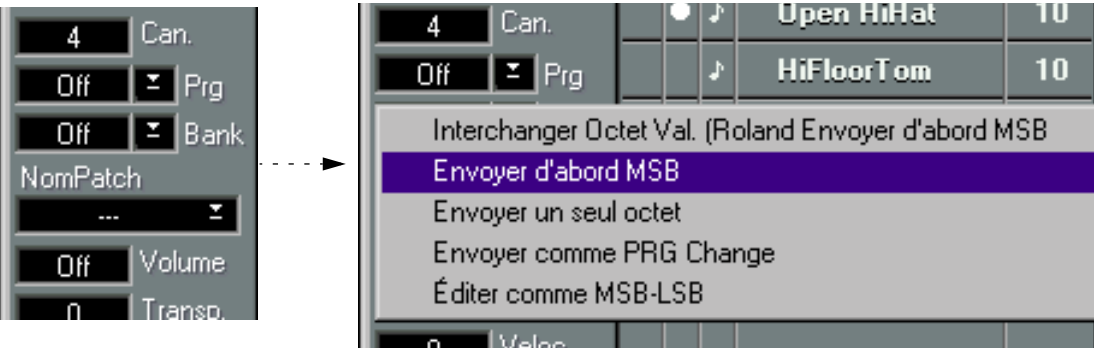 4 Can.
Off Prg
Off Bank
NomPatch
---
Off Volume
0 Transp.
4 Can.
Off Prg
Open HiHat 10
HiFloorTom 10
Interchanger Octet Val. (Roland Envoyer d'abord MSB
Envoyer d'abord MSB
Envoyer un seul octet
Envoyer comme PRG Change
Éditer comme MSB-LSB
0 Veloc.